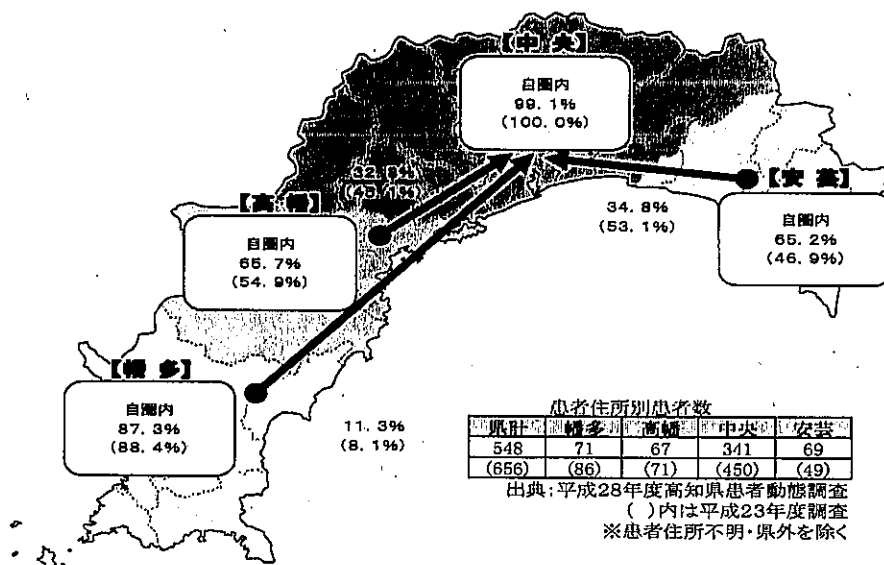 【中 央】
自圏内
99.1%
(100.0%)
(45.1%)
【高 幡】
自圏内
65.7%
(54.9%)
【安 芸】
34.8%
(53.1%)
自圏内
65.2%
(46.9%)
【幡 多】
自圏内
87.3%
(88.4%)
11.3%
(8.1%)
患者住所別患者数
県計 幡多 高幡 中央 安芸
548 71 67 341 69
(656) (86) (71) (450) (49)
出典:平成28年度高知県患者動態調査
( )内は平成23年度調査
※患者住所不明・県外を除く